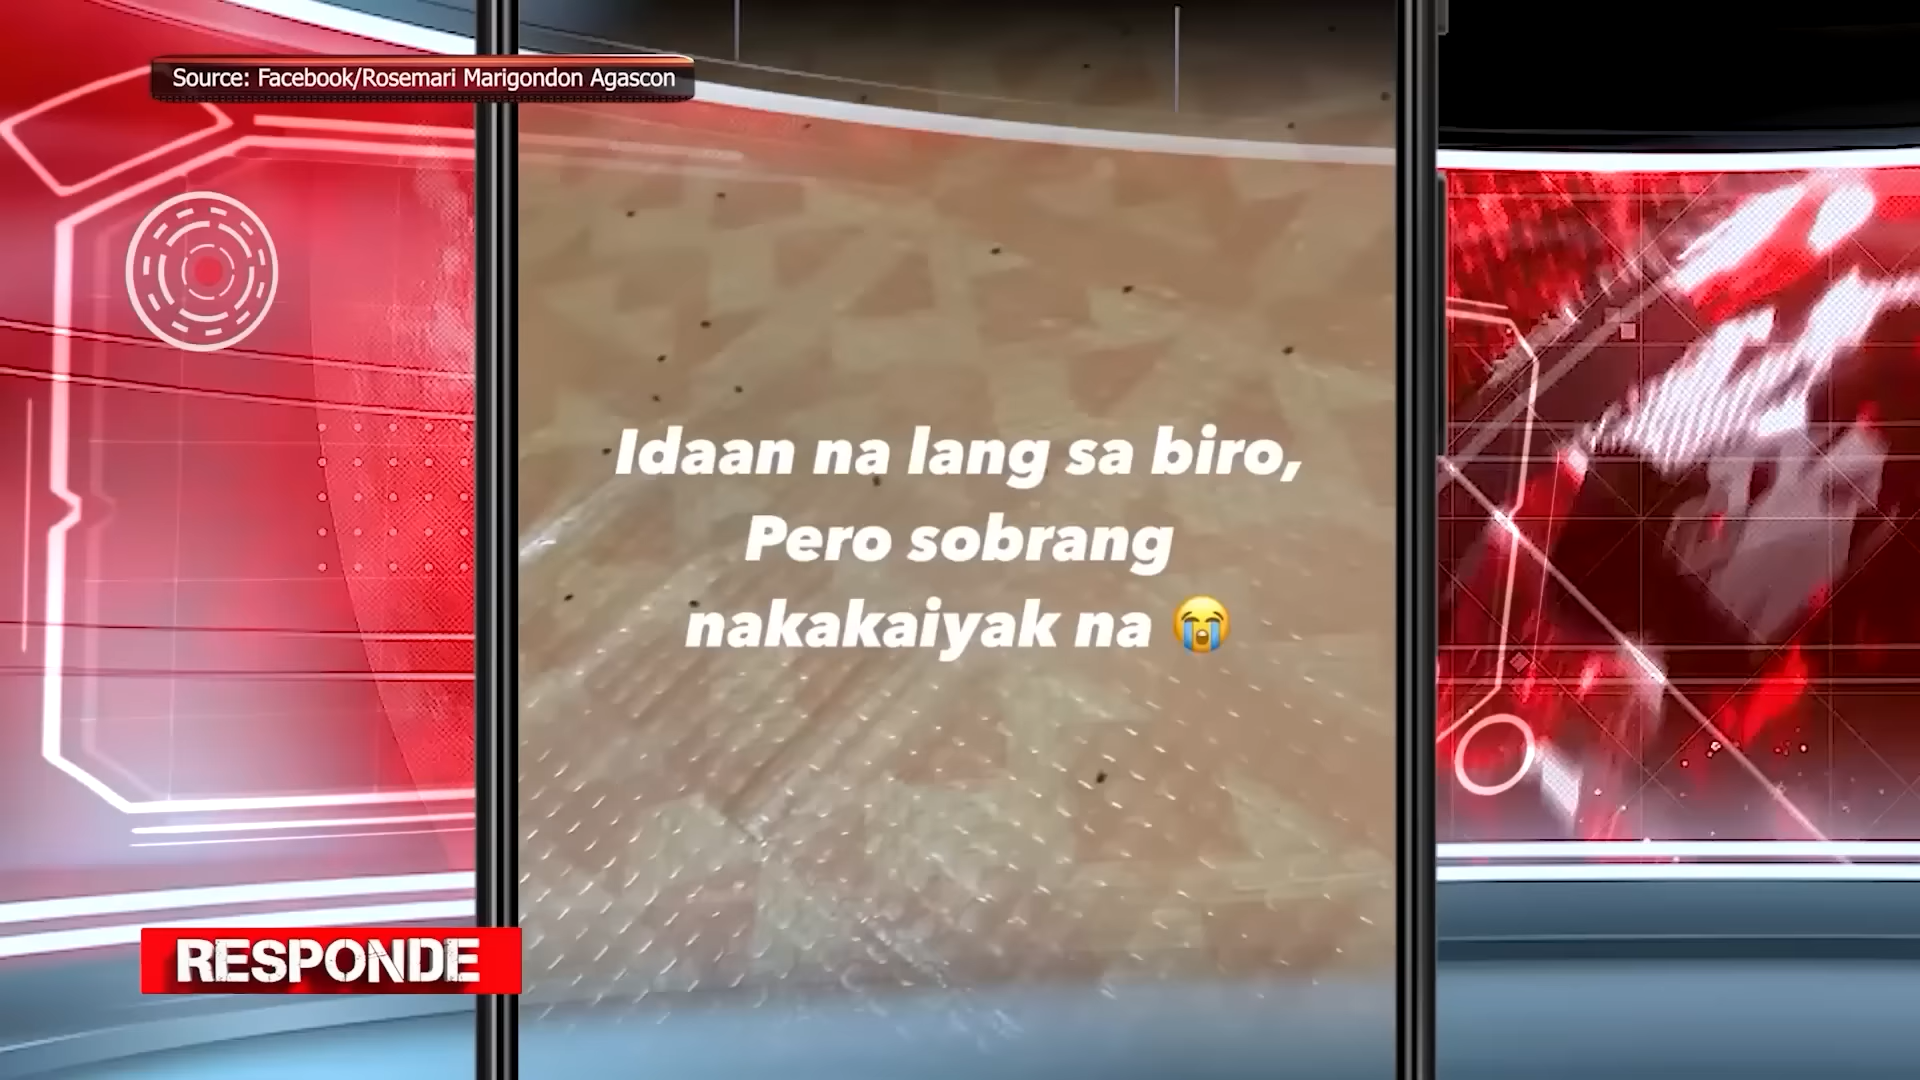 Source: Facebook/Rosemari Marigondon Agascon
Idaan na lang sa biro,
Pero sobrang
nakakaiyak na 😭
RESPONDE